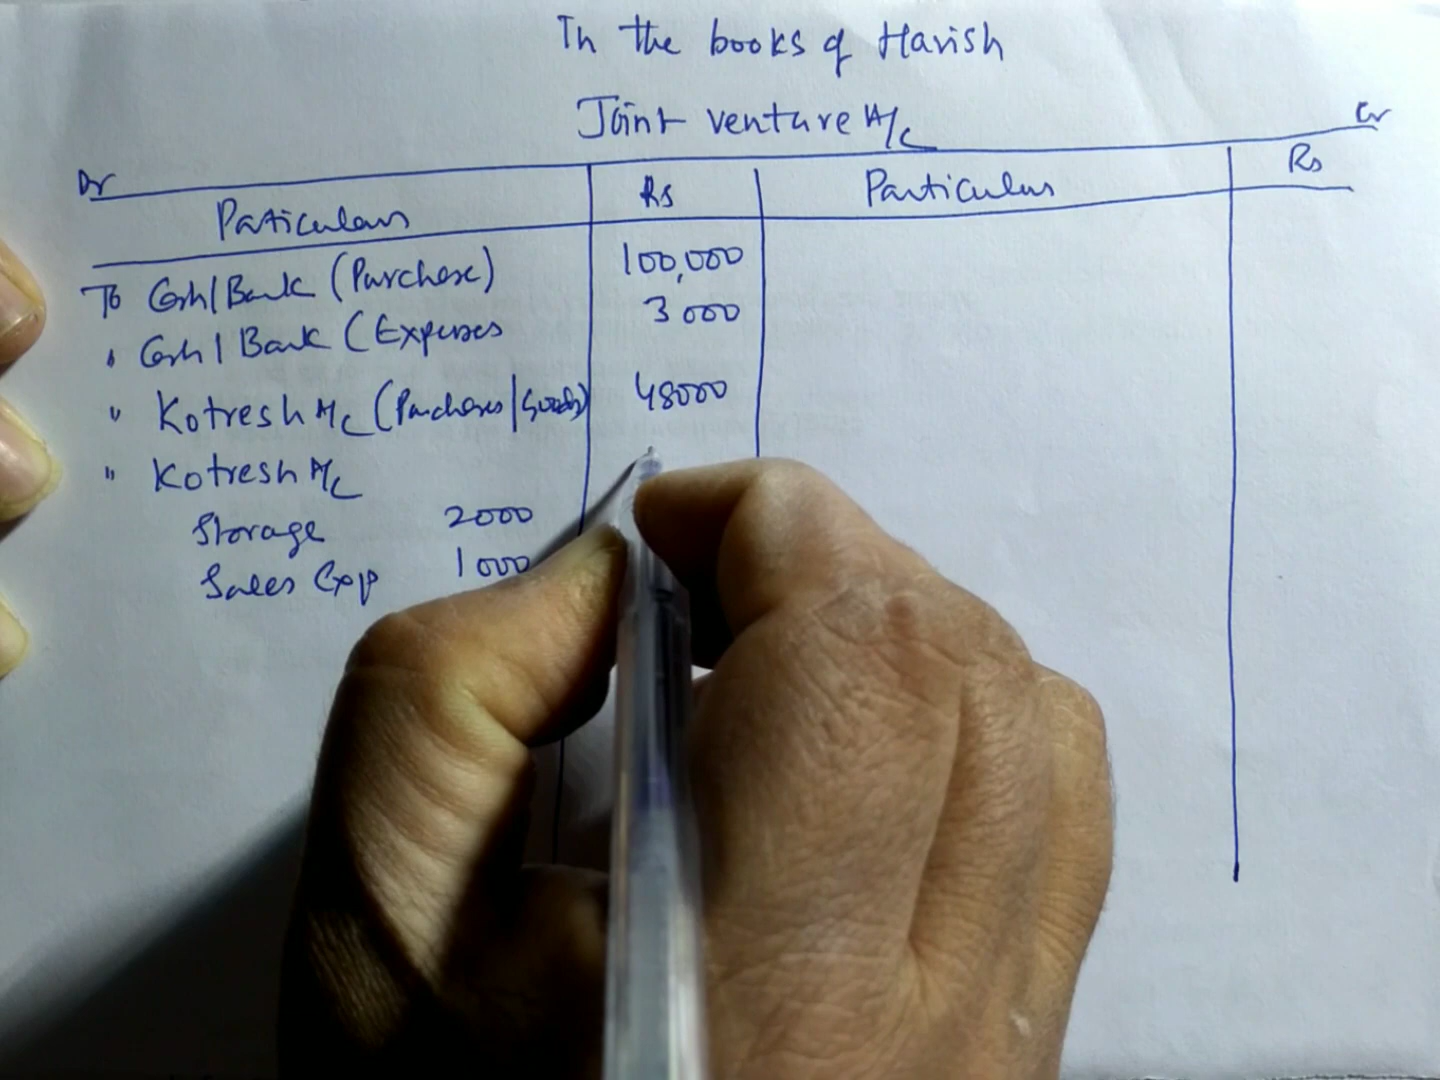 In the books of Harish
Joint venture A/c
Dr Cr
Paticulars Rs Particulars Rs
To Cash/Bank (Purchase) 100,000
" Cash/Bank (Expenses 3000
" Kotresh A/c (Purchases/Goods) 48000
" Kotresh A/c
Storage 2000
Sales Exp 1000